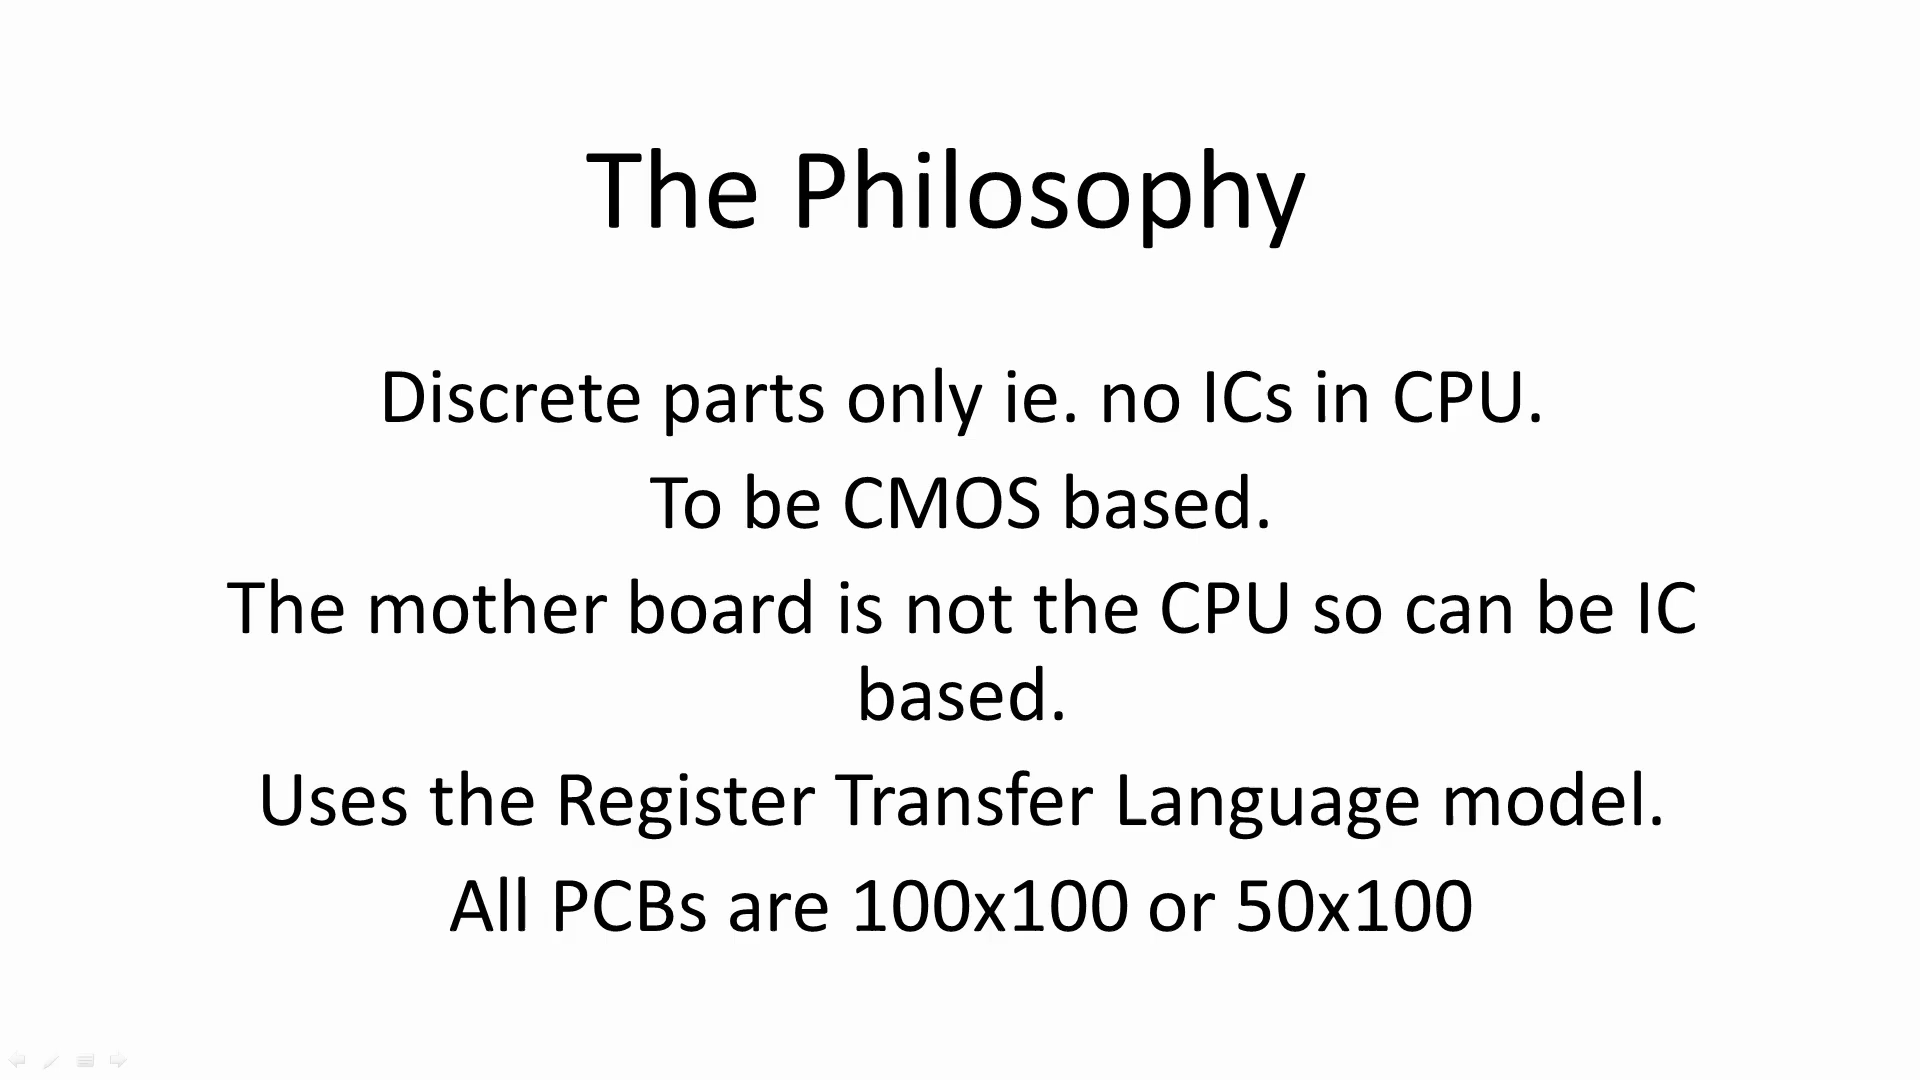 The Philosophy
Discrete parts only ie. no ICs in CPU.
To be CMOS based.
The mother board is not the CPU so can be IC
based.
Uses the Register Transfer Language model.
All PCBs are 100x100 or 50x100